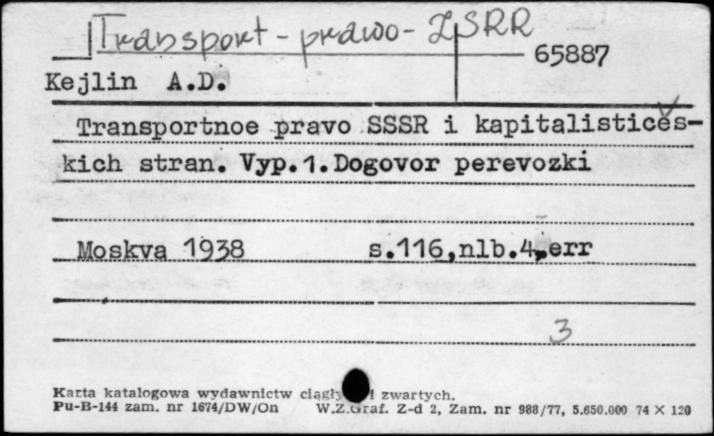 Transport - prawo - ZSRR
65887
Kejlin A.D.
Transportnoe pravo SSSR i kapitalističes-
kich stran. Vyp.1.Dogovor perevozki
Moskva 1938 s.116,nlb.4,err
3
Karta katalogowa wydawnictw i zwartych.
Pu-B-144 zam. nr 1674/DW/On W.Z.Graf. Z-d 2, Zam. nr 988/77, 5.650.000 74 × 120